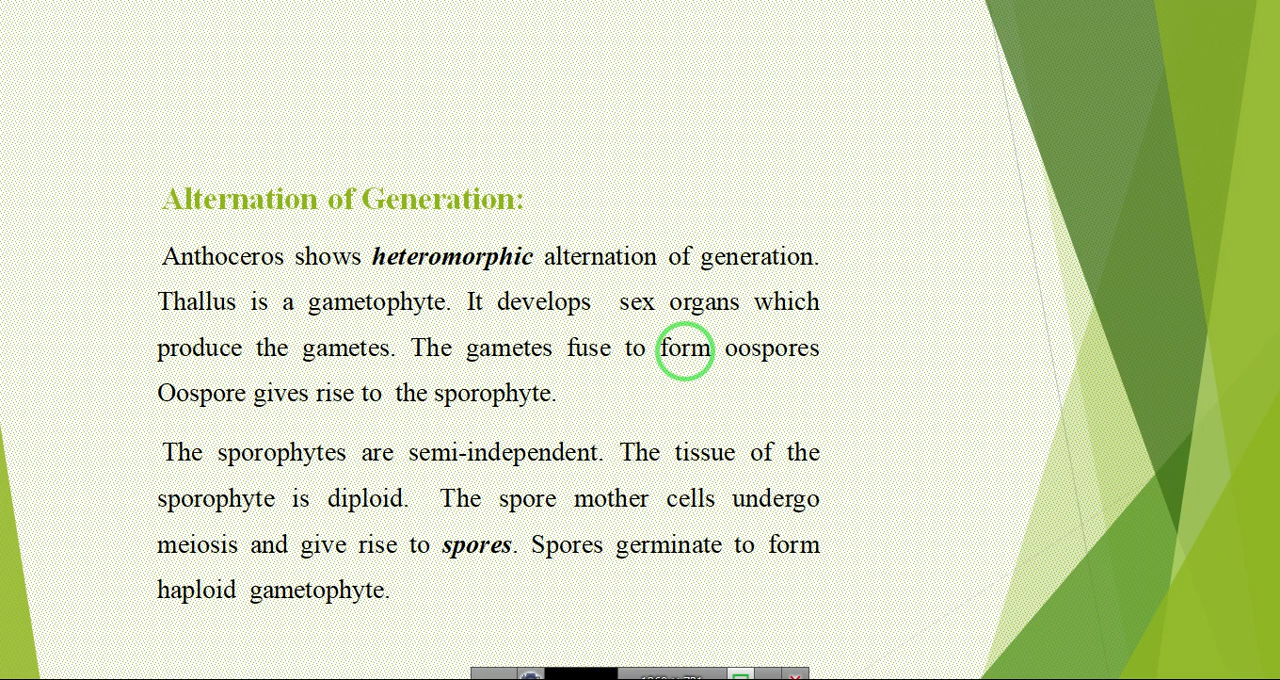 Alternation of Generation:
Anthoceros shows heteromorphic alternation of generation.
Thallus is a gametophyte. It develops sex organs which
produce the gametes. The gametes fuse to form oospores
Oospore gives rise to the sporophyte.
The sporophytes are semi-independent. The tissue of the
sporophyte is diploid. The spore mother cells undergo
meiosis and give rise to spores. Spores germinate to form
haploid gametophyte.